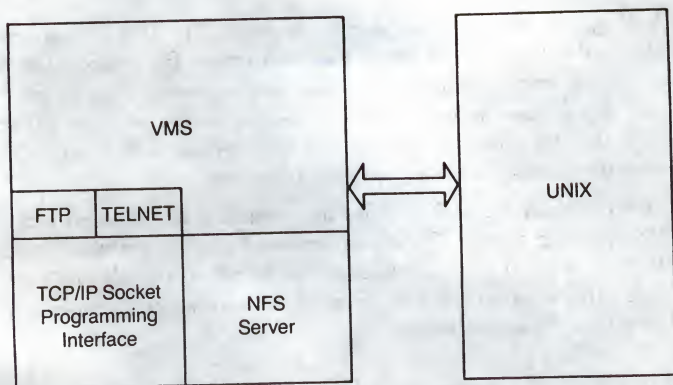 VMS
UNIX
FTP
TELNET
TCP/IP Socket
Programming
Interface
NFS
Server